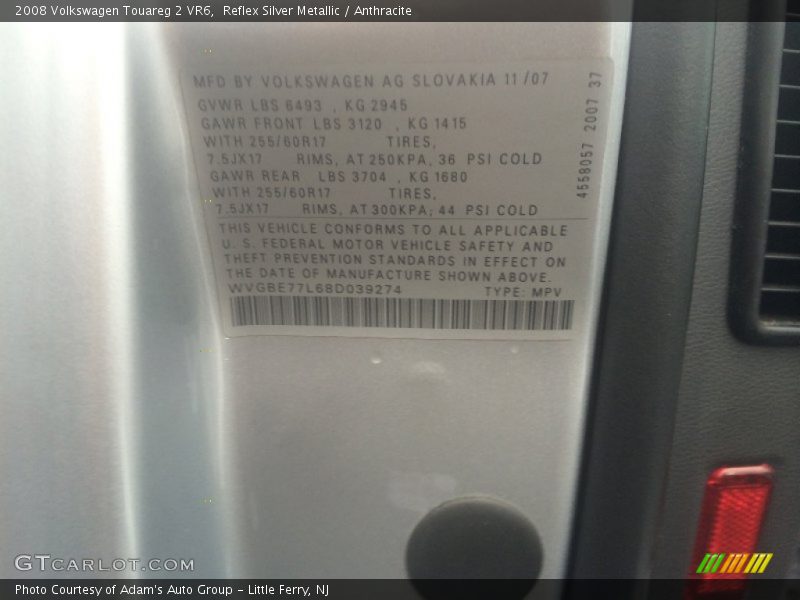 2008 Volkswagen Touareg 2 VR6, Reflex Silver Metallic / Anthracite
MFD BY VOLKSWAGEN AG SLOVAKIA 11/07
GVWR LBS 6493 , KG 2945
GAWR FRONT LBS 3120 , KG 1415
WITH 255/60R17 TIRES,
7.5JX17 RIMS, AT 250KPA, 36 PSI COLD
GAWR REAR LBS 3704 , KG 1680
WITH 255/60R17 TIRES,
7.5JX17 RIMS, AT 300KPA, 44 PSI COLD
4558057 2007 37
THIS VEHICLE CONFORMS TO ALL APPLICABLE
U. S. FEDERAL MOTOR VEHICLE SAFETY AND
THEFT PREVENTION STANDARDS IN EFFECT ON
THE DATE OF MANUFACTURE SHOWN ABOVE.
WVGBE77L68D039274 TYPE: MPV
GTCARLOT.COM
Photo Courtesy of Adam's Auto Group - Little Ferry, NJ